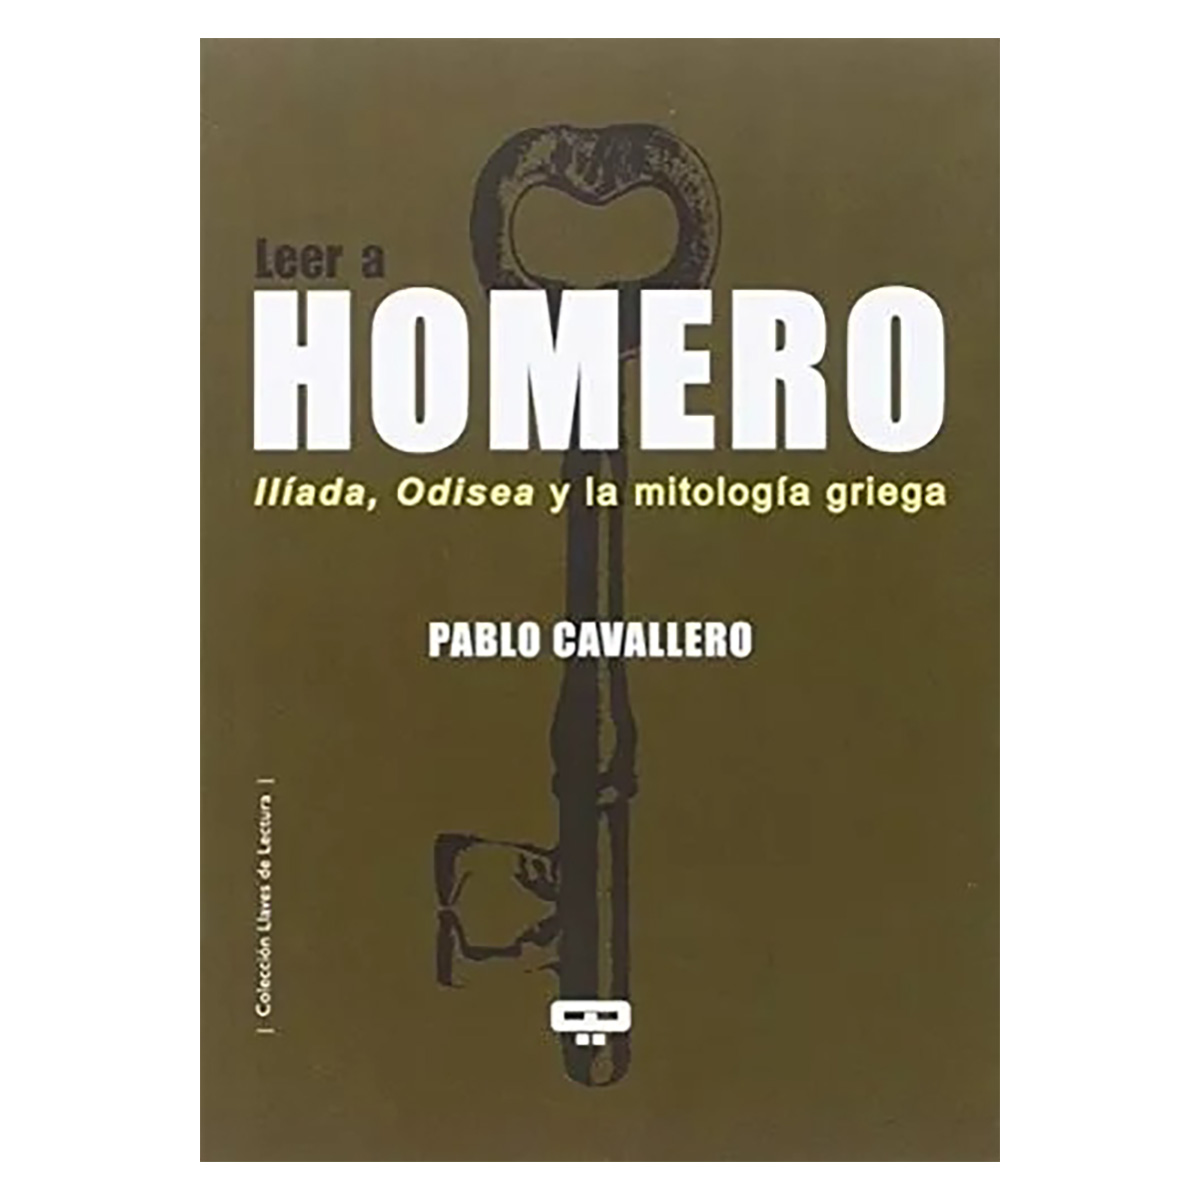 Leer a
HOMERO
Ilíada, Odisea y la mitología griega
PABLO CAVALLERO
| Colección Llaves de Lectura |